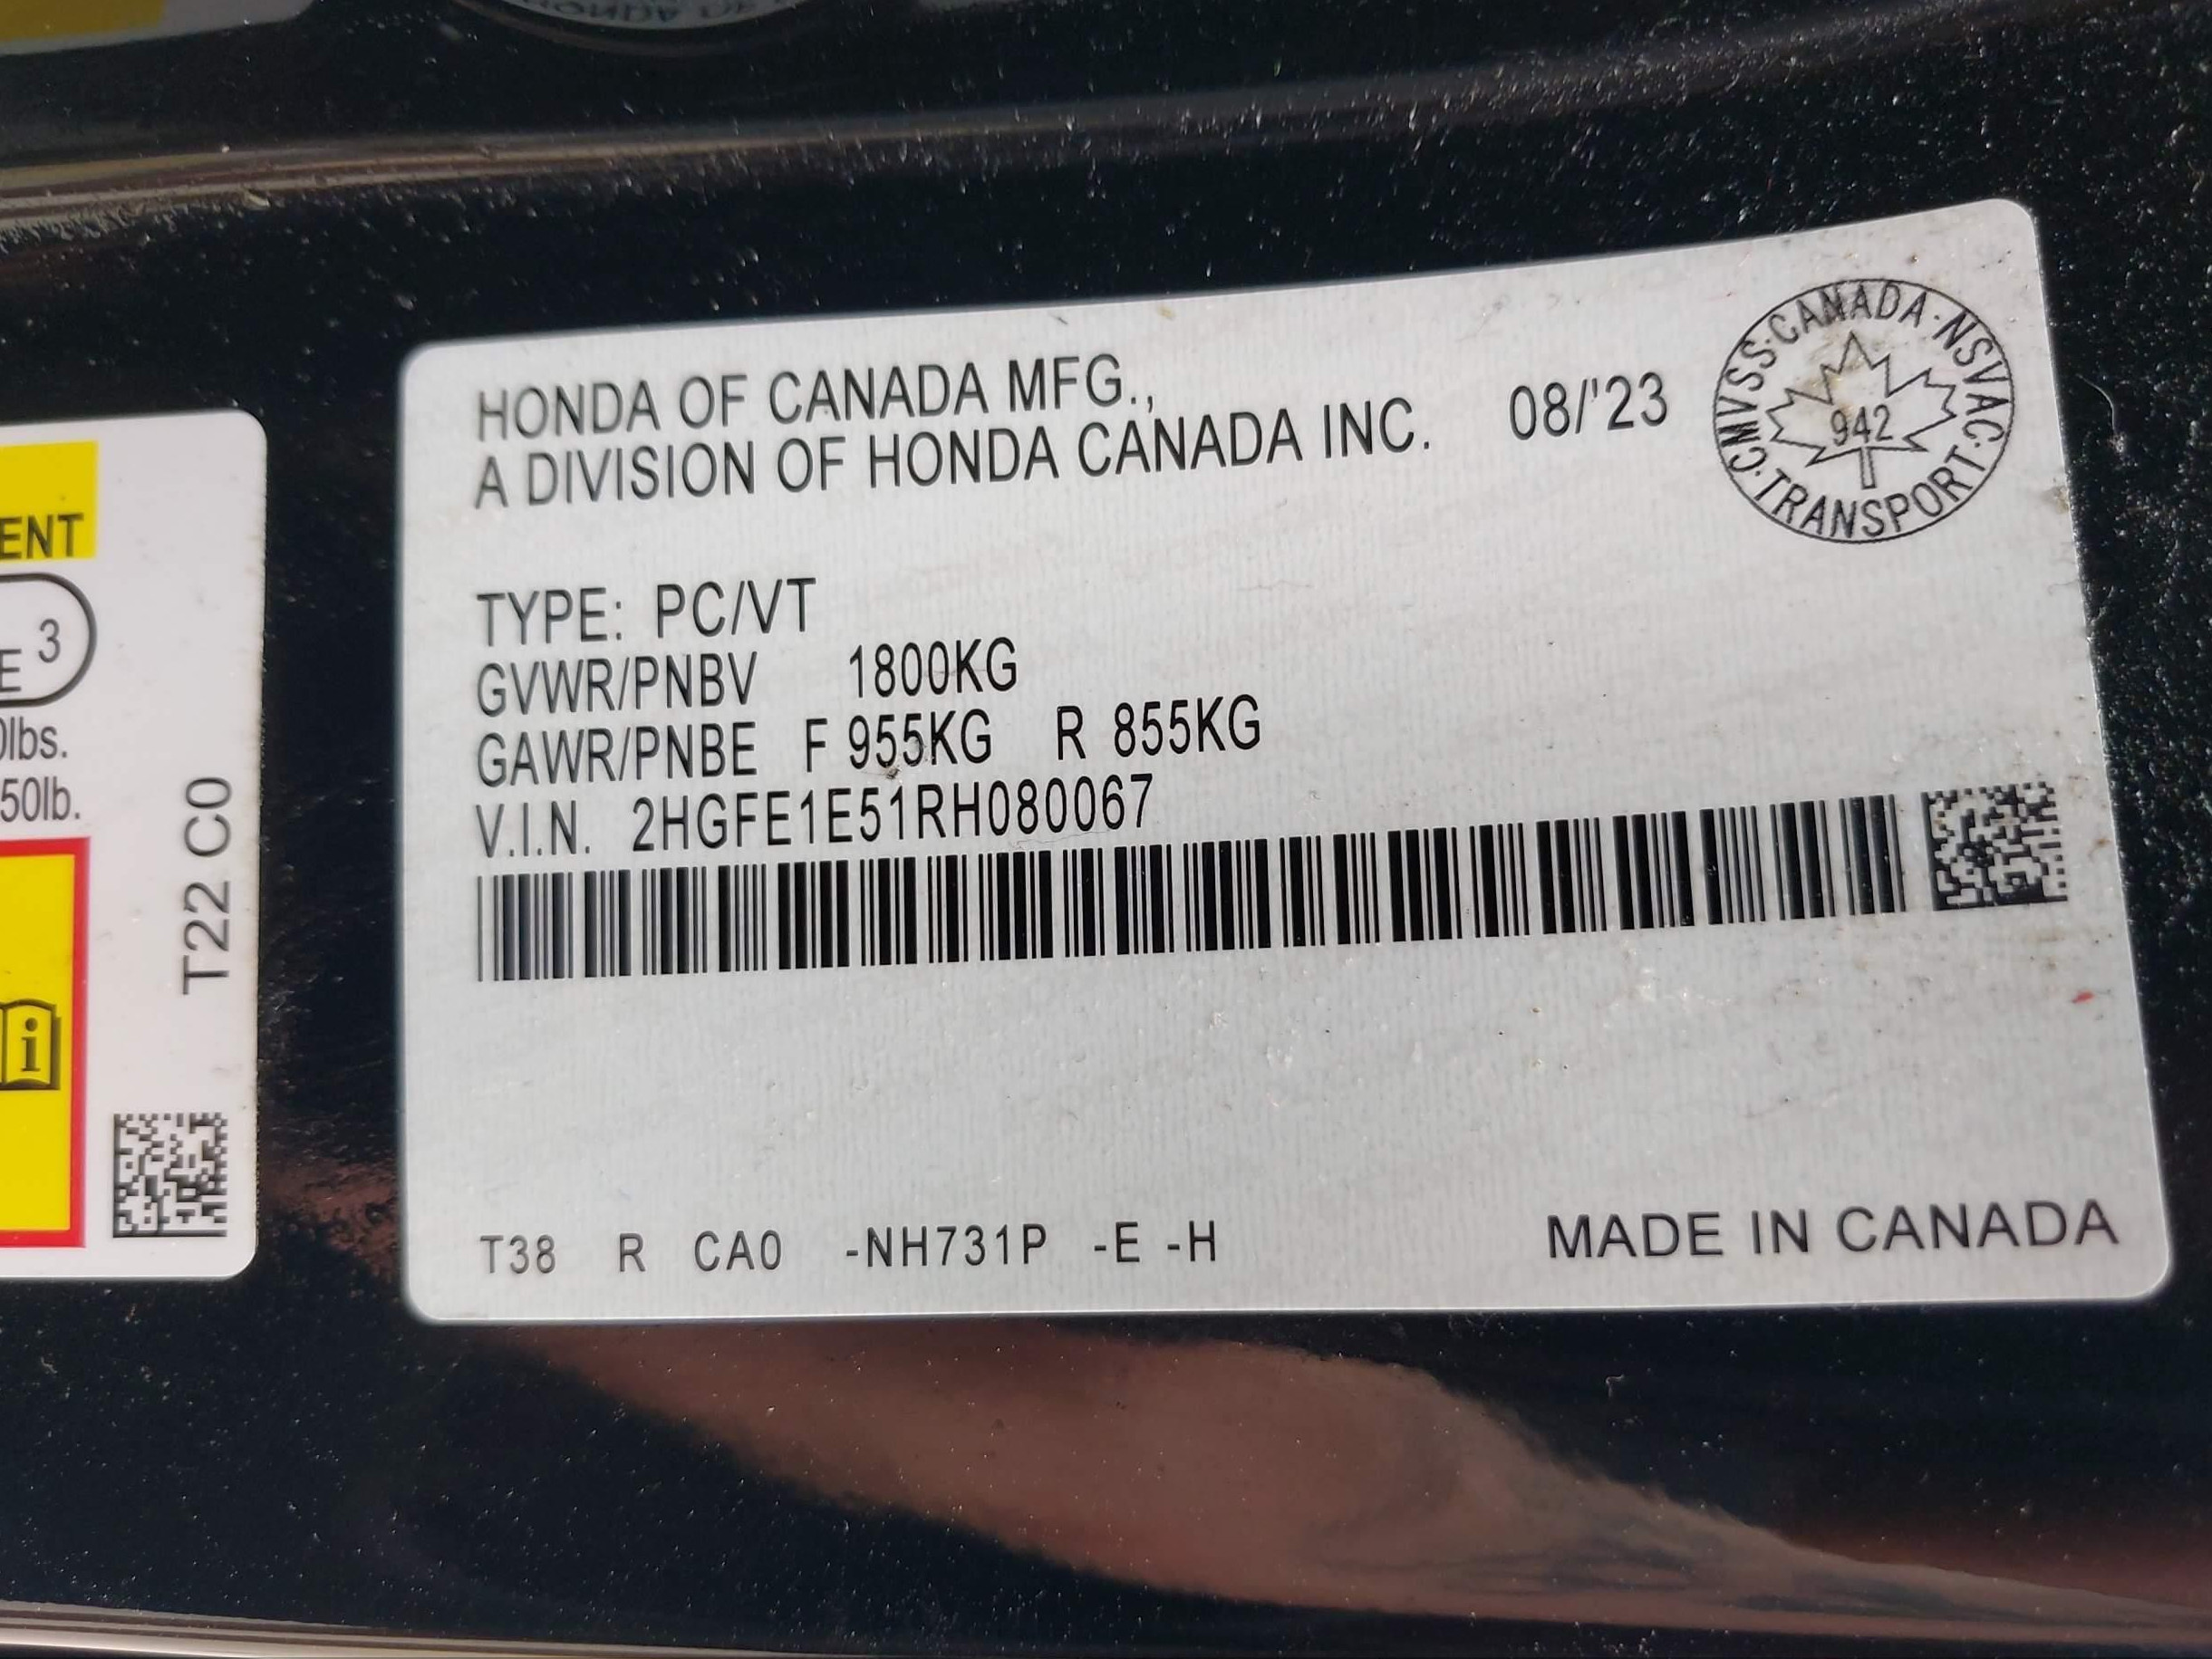 HONDA OF CANADA MFG.,
A DIVISION OF HONDA CANADA INC. 08/'23
CMVSS·CANADA·NSVAC·TRANSPORT·
942
TYPE: PC/VT
GVWR/PNBV 1800KG
GAWR/PNBE F 955KG R 855KG
V.I.N. 2HGFE1E51RH080067
T38 R CA0 -NH731P -E -H MADE IN CANADA
ENT
E 3
lbs.
50lb.
T22 C0
i